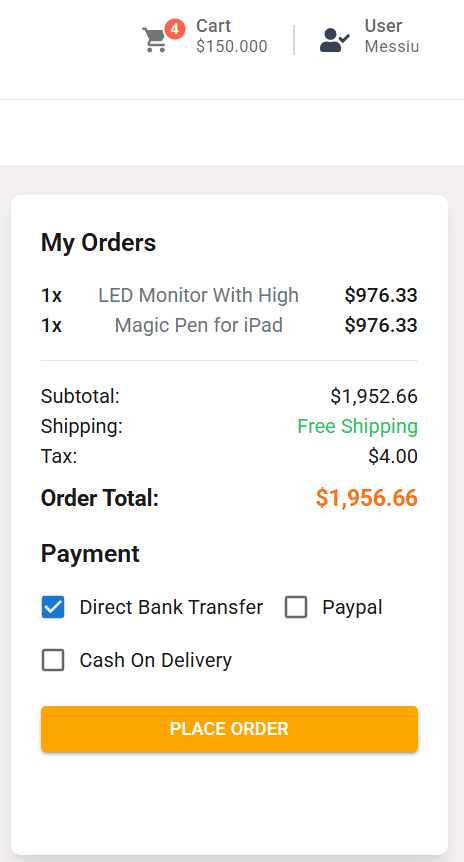 4
Cart
$150.000
User
Messiu
My Orders
1x LED Monitor With High $976.33
1x Magic Pen for iPad $976.33
Subtotal: $1,952.66
Shipping: Free Shipping
Tax: $4.00
Order Total: $1,956.66
Payment
Direct Bank Transfer Paypal
Cash On Delivery
PLACE ORDER